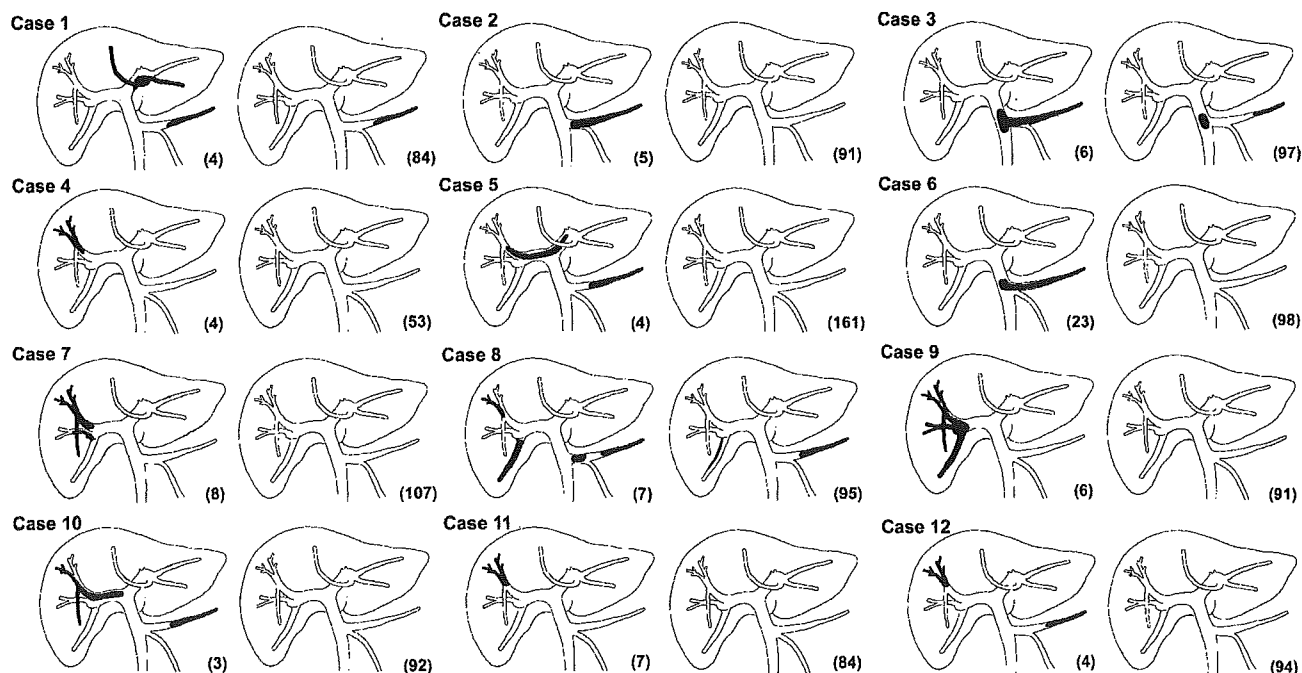 Case 1 Case 2 Case 3
(4) (84) (5) (91) (6) (97)
Case 4 Case 5 Case 6
(4) (53) (4) (161) (23) (98)
Case 7 Case 8 Case 9
(8) (107) (7) (95) (6) (91)
Case 10 Case 11 Case 12
(3) (92) (7) (84) (4) (94)